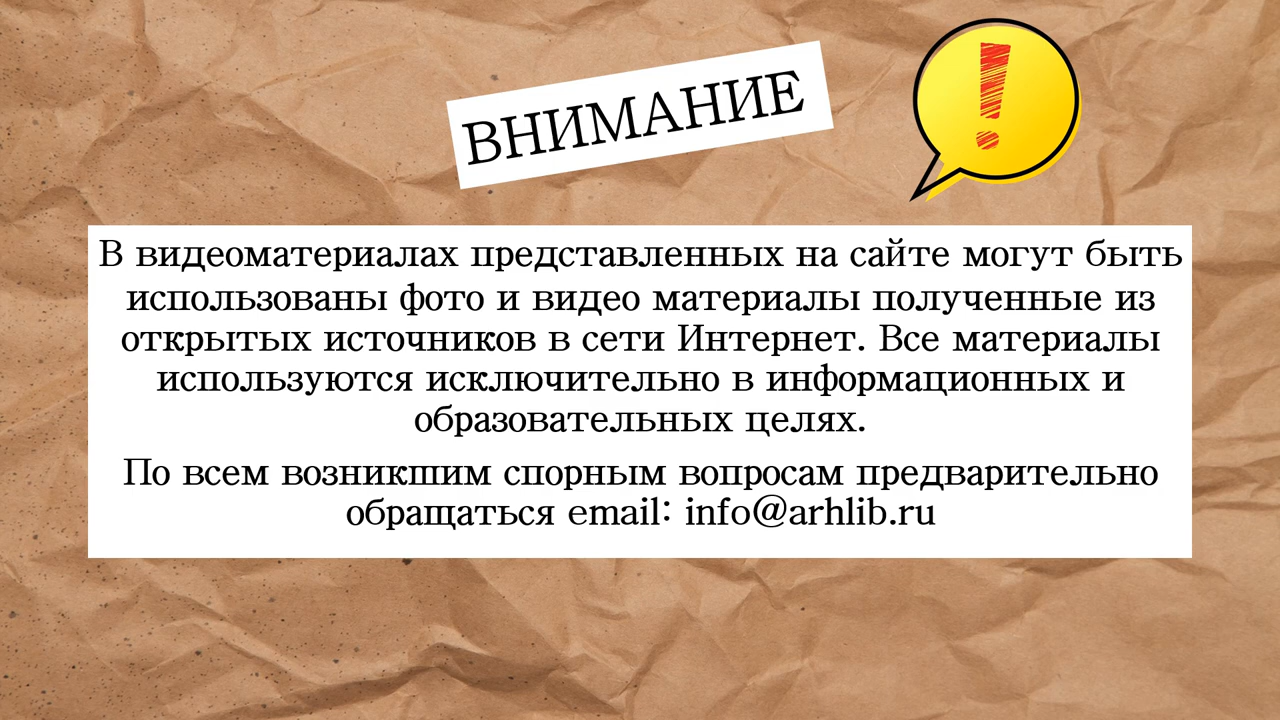 ВНИМАНИЕ
В видеоматериалах представленных на сайте могут быть
использованы фото и видео материалы полученные из
открытых источников в сети Интернет. Все материалы
используются исключительно в информационных и
образовательных целях.
По всем возникшим спорным вопросам предварительно
обращаться email: info@arhlib.ru